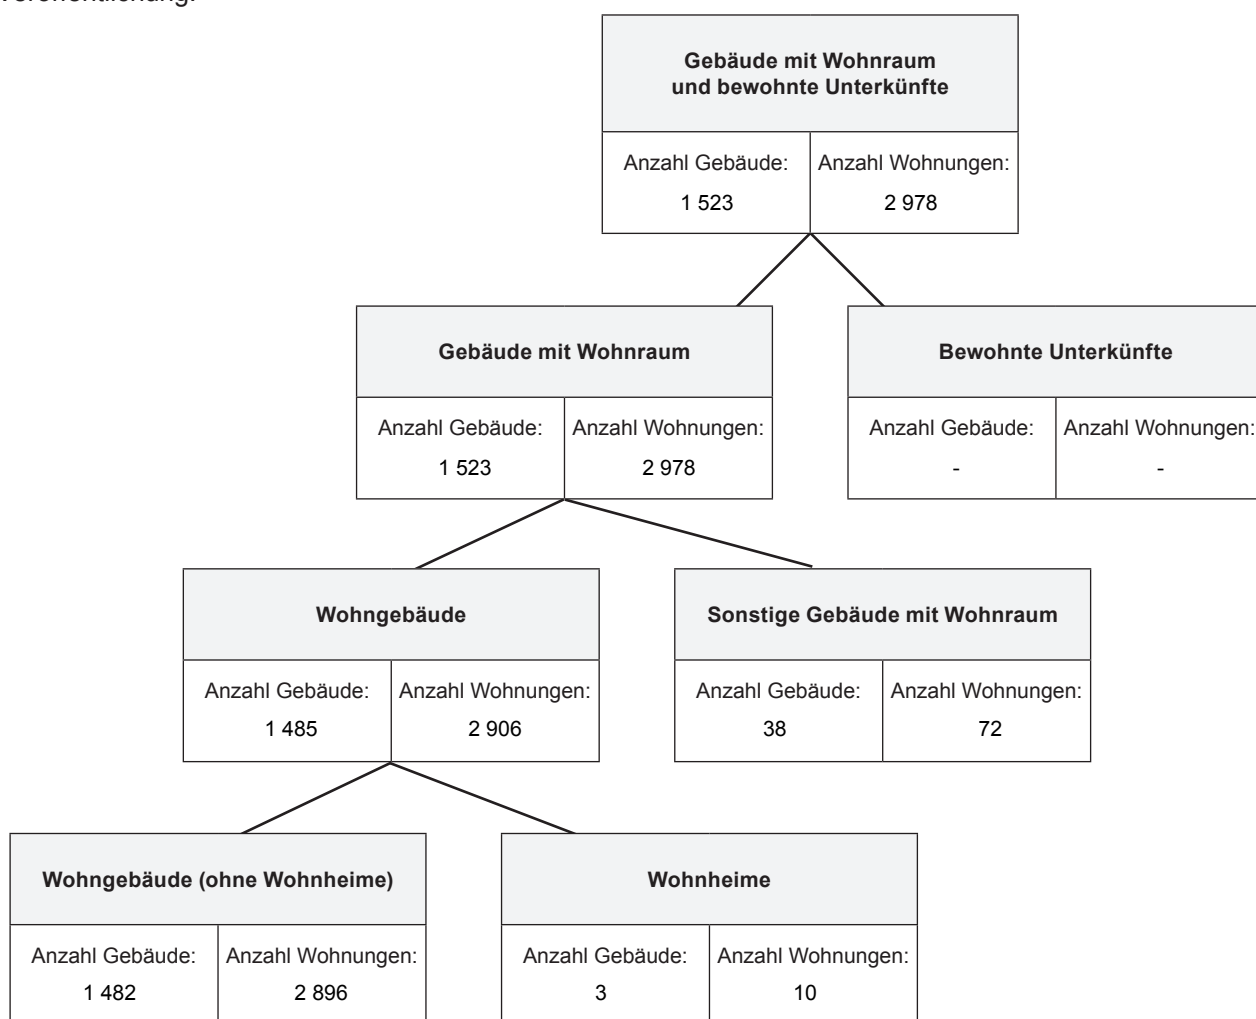 Veröffentlichung.
Gebäude mit Wohnraum
und bewohnte Unterkünfte
Anzahl Gebäude: Anzahl Wohnungen:
1 523 2 978
Gebäude mit Wohnraum Bewohnte Unterkünfte
Anzahl Gebäude: Anzahl Wohnungen: Anzahl Gebäude: Anzahl Wohnungen:
1 523 2 978 - -
Wohngebäude Sonstige Gebäude mit Wohnraum
Anzahl Gebäude: Anzahl Wohnungen: Anzahl Gebäude: Anzahl Wohnungen:
1 485 2 906 38 72
Wohngebäude (ohne Wohnheime) Wohnheime
Anzahl Gebäude: Anzahl Wohnungen: Anzahl Gebäude: Anzahl Wohnungen:
1 482 2 896 3 10